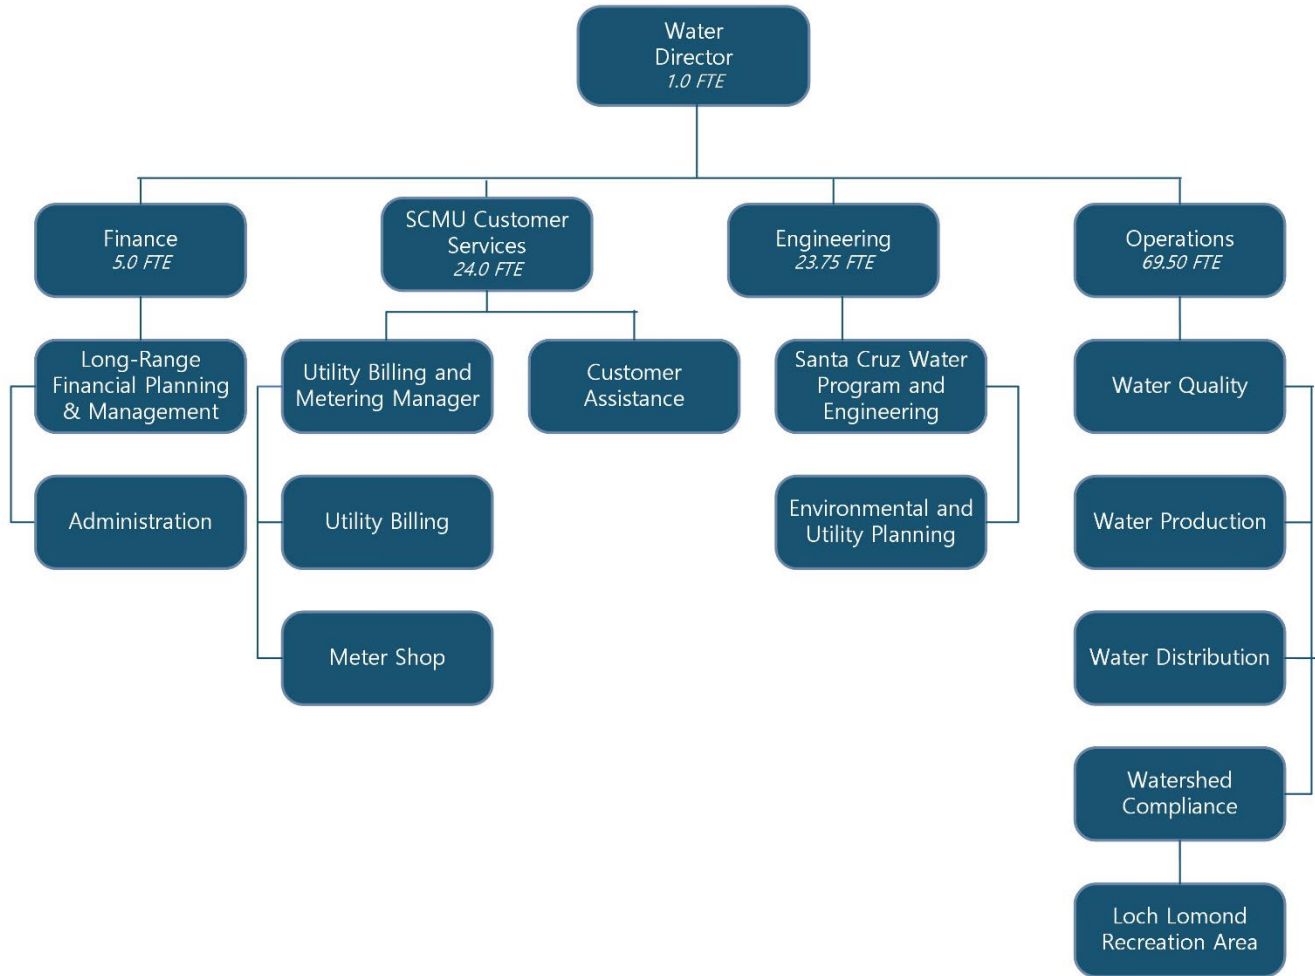 Water
Director
1.0 FTE
Finance
5.0 FTE
SCMU Customer
Services
24.0 FTE
Engineering
23.75 FTE
Operations
69.50 FTE
Long-Range
Financial Planning
& Management
Utility Billing and
Metering Manager
Customer
Assistance
Santa Cruz Water
Program and
Engineering
Water Quality
Administration
Utility Billing
Environmental and
Utility Planning
Water Production
Meter Shop
Water Distribution
Watershed
Compliance
Loch Lomond
Recreation Area